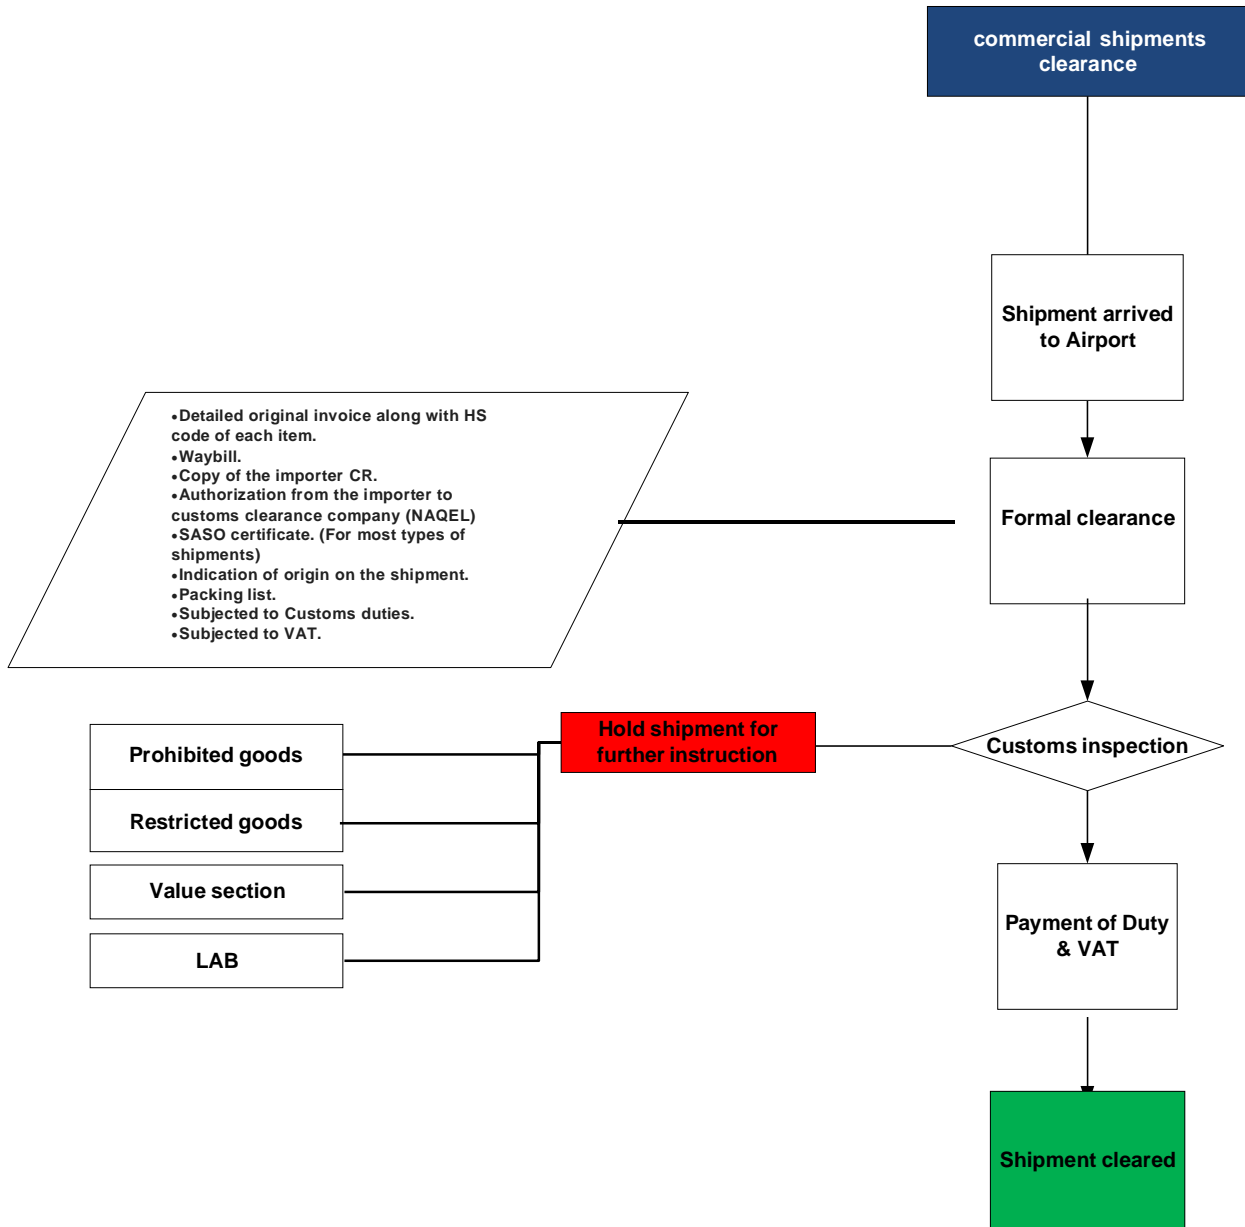 commercial shipments
clearance
Shipment arrived
to Airport
•Detailed original invoice along with HS
code of each item.
•Waybill.
•Copy of the importer CR.
•Authorization from the importer to
customs clearance company (NAQEL)
•SASO certificate. (For most types of
shipments)
•Indication of origin on the shipment.
•Packing list.
•Subjected to Customs duties.
•Subjected to VAT.
Formal clearance
Customs inspection
Hold shipment for
further instruction
Prohibited goods
Restricted goods
Value section
LAB
Payment of Duty
& VAT
Shipment cleared